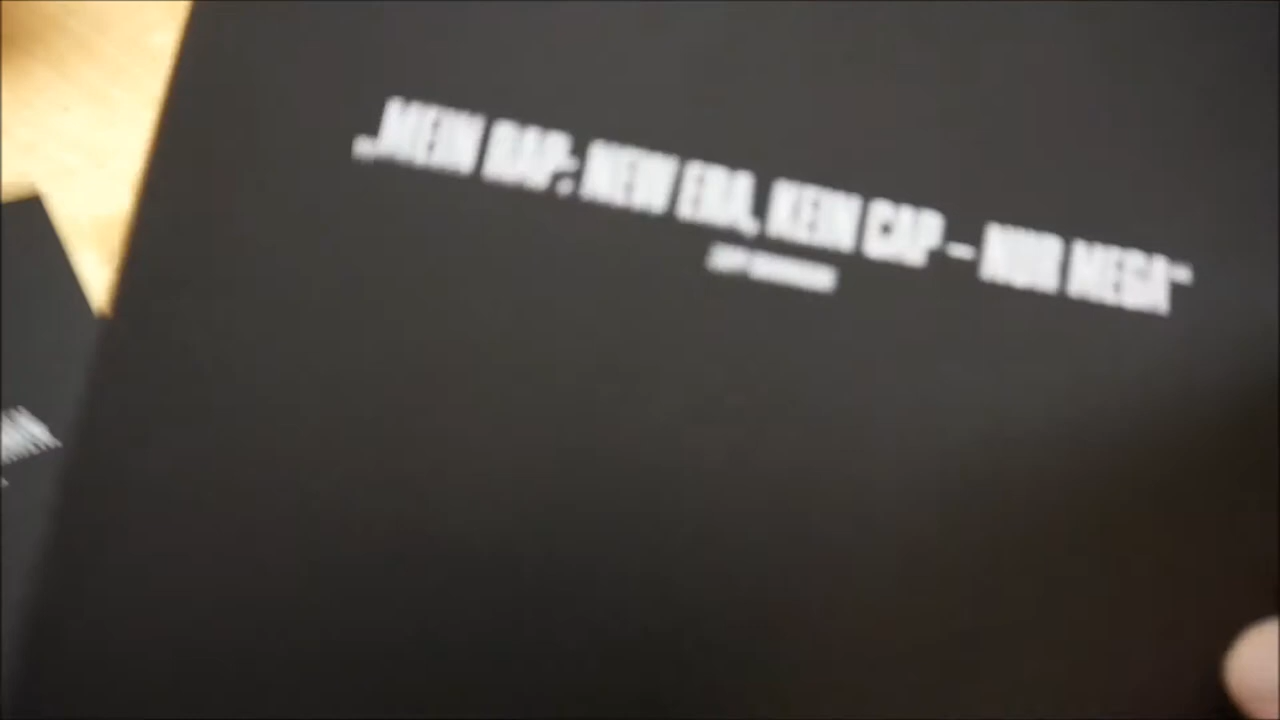 „MEIN RAP: NEW ERA, KEIN CAP – NUR MEGA“